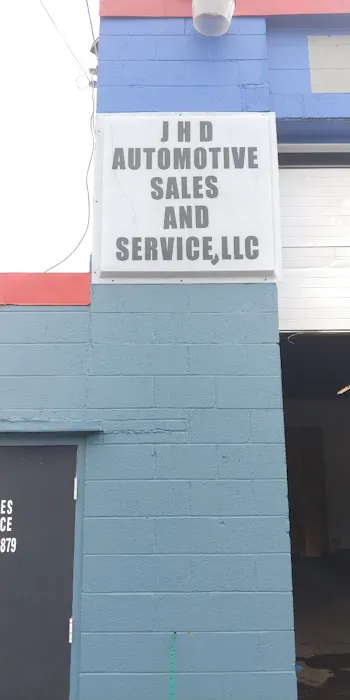 J H D
AUTOMOTIVE
SALES
AND
SERVICE,LLC
ES
CE
879